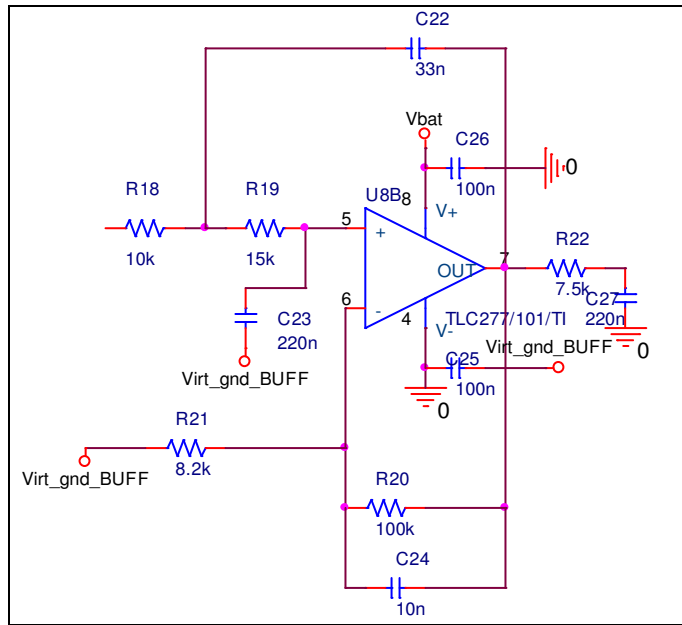 C22
33n
Vbat
C26
0
100n
R18
R19
U8B
8
V+
5
+
10k
15k
OUT
7
R22
7.5k
6
-
4
V-
TLC277/101/TI
C27
220n
C23
220n
Virt_gnd_BUFF
0
Virt_gnd_BUFF
C25
100n
0
R21
8.2k
Virt_gnd_BUFF
R20
100k
C24
10n